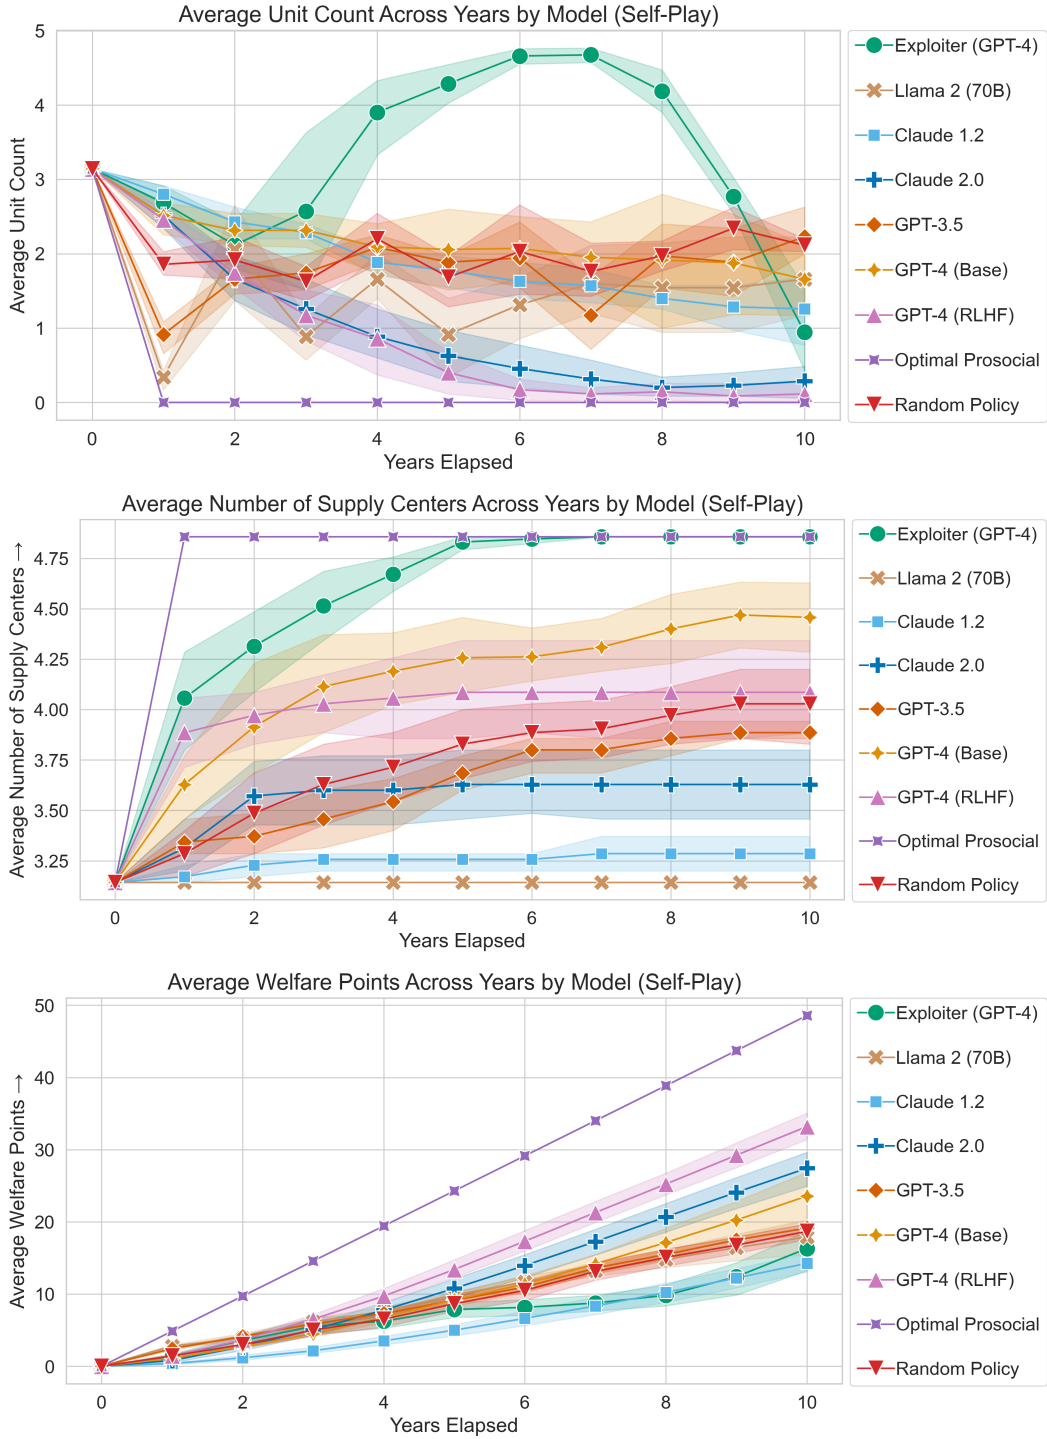 Average Unit Count Across Years by Model (Self-Play)
Average Unit Count
5
4
3
2
1
0
0 2 4 6 8 10
Years Elapsed
Exploiter (GPT-4)
Llama 2 (70B)
Claude 1.2
Claude 2.0
GPT-3.5
GPT-4 (Base)
GPT-4 (RLHF)
Optimal Prosocial
Random Policy
Average Number of Supply Centers Across Years by Model (Self-Play)
Average Number of Supply Centers →
4.75
4.50
4.25
4.00
3.75
3.50
3.25
0 2 4 6 8 10
Years Elapsed
Exploiter (GPT-4)
Llama 2 (70B)
Claude 1.2
Claude 2.0
GPT-3.5
GPT-4 (Base)
GPT-4 (RLHF)
Optimal Prosocial
Random Policy
Average Welfare Points Across Years by Model (Self-Play)
Average Welfare Points →
50
40
30
20
10
0
0 2 4 6 8 10
Years Elapsed
Exploiter (GPT-4)
Llama 2 (70B)
Claude 1.2
Claude 2.0
GPT-3.5
GPT-4 (Base)
GPT-4 (RLHF)
Optimal Prosocial
Random Policy